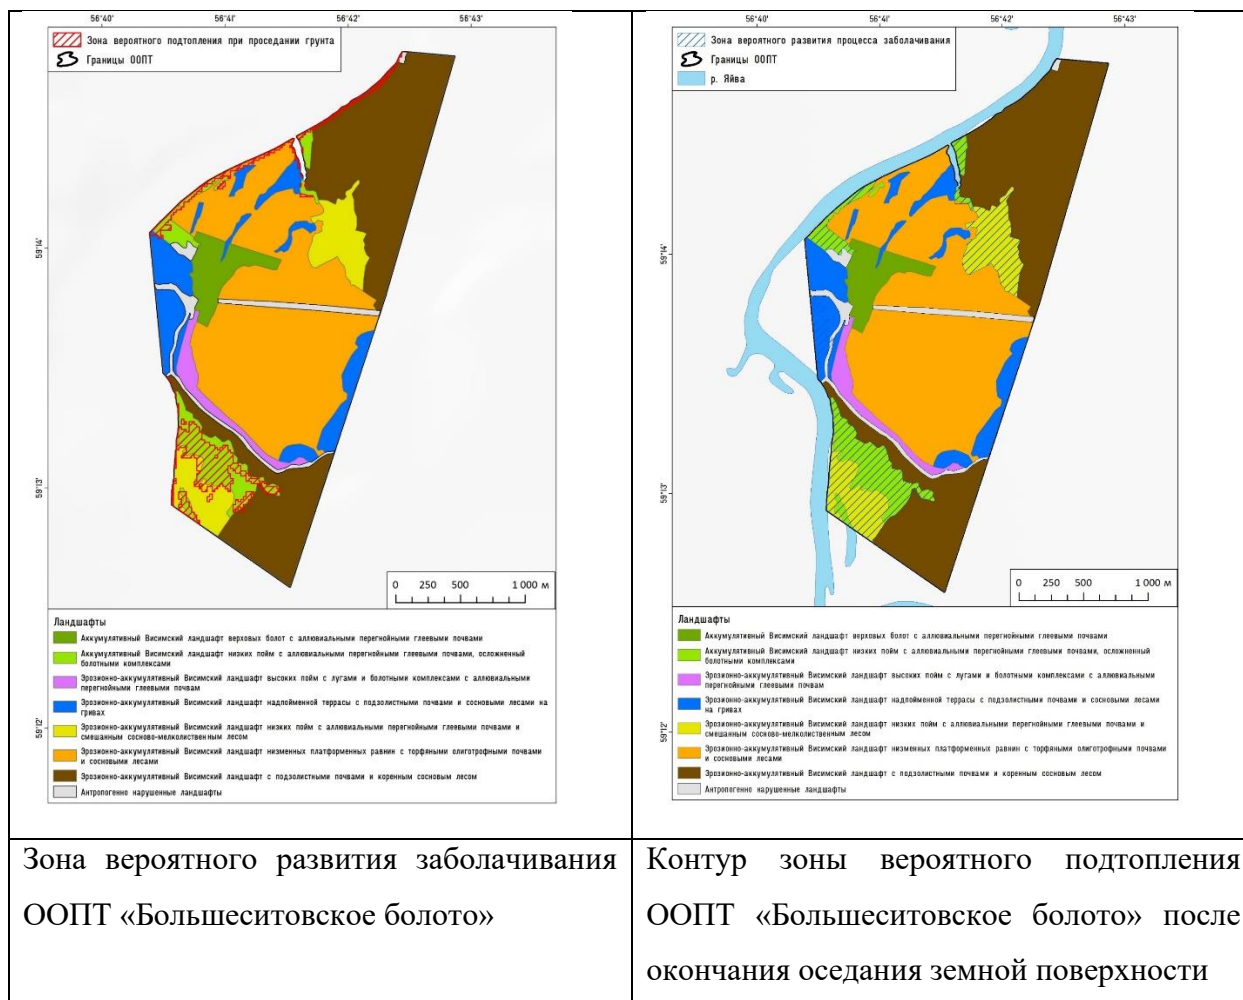 56°40'
56°41'
56°42'
56°43'
Зона вероятного подтопления при проседании грунта
Границы ООПТ
59°14'
59°13'
59°12'
0 250 500 1 000 м
Ландшафты
Аккумулятивный Висимский ландшафт верховых болот с аллювиальными перегнойными глеевыми почвами
Аккумулятивный Висимский ландшафт низких пойм с аллювиальными перегнойными глеевыми почвами, осложненный
болотными комплексами
Эрозионно-аккумулятивный Висимский ландшафт высоких пойм с лугами и болотными комплексами с аллювиальными
перегнойными глеевыми почвам
Эрозионно-аккумулятивный Висимский ландшафт надпойменной террасы с подзолистными почвами и сосновыми лесами на
гривах
Эрозионно-аккумулятивный Висимский ландшафт низких пойм с аллювиальными перегнойными глеевыми почвами и
смешанным сосново-мелколиственным лесом
Эрозионно-аккумулятивный Висимский ландшафт низменных платформенных равнин с торфяными олиготрофными почвами
и сосновыми лесами
Эрозионно-аккумулятивный Висимский ландшафт с подзолистными почвами и коренным сосновым лесом
Антропогенно нарушенные ландшафты
Зона вероятного развития заболачивания
ООПТ «Большеситовское болото»
56°40'
56°41'
56°42'
56°43'
Зона вероятного развития процесса заболачивания
Границы ООПТ
р. Яйва
59°14'
59°13'
59°12'
0 250 500 1 000 м
Ландшафты
Аккумулятивный Висимский ландшафт верховых болот с аллювиальными перегнойными глеевыми почвами
Аккумулятивный Висимский ландшафт низких пойм с аллювиальными перегнойными глеевыми почвами, осложненный
болотными комплексами
Эрозионно-аккумулятивный Висимский ландшафт высоких пойм с лугами и болотными комплексами с аллювиальными
перегнойными глеевыми почвам
Эрозионно-аккумулятивный Висимский ландшафт надпойменной террасы с подзолистными почвами и сосновыми лесами
на гривах
Эрозионно-аккумулятивный Висимский ландшафт низких пойм с аллювиальными перегнойными глеевыми почвами и
смешанным сосново-мелколиственным лесом
Эрозионно-аккумулятивный Висимский ландшафт низменных платформенных равнин с торфяными олиготрофными почвами
и сосновыми лесами
Эрозионно-аккумулятивный Висимский ландшафт с подзолистными почвами и коренным сосновым лесом
Антропогенно нарушенные ландшафты
Контур зоны вероятного подтопления
ООПТ «Большеситовское болото» после
окончания оседания земной поверхности